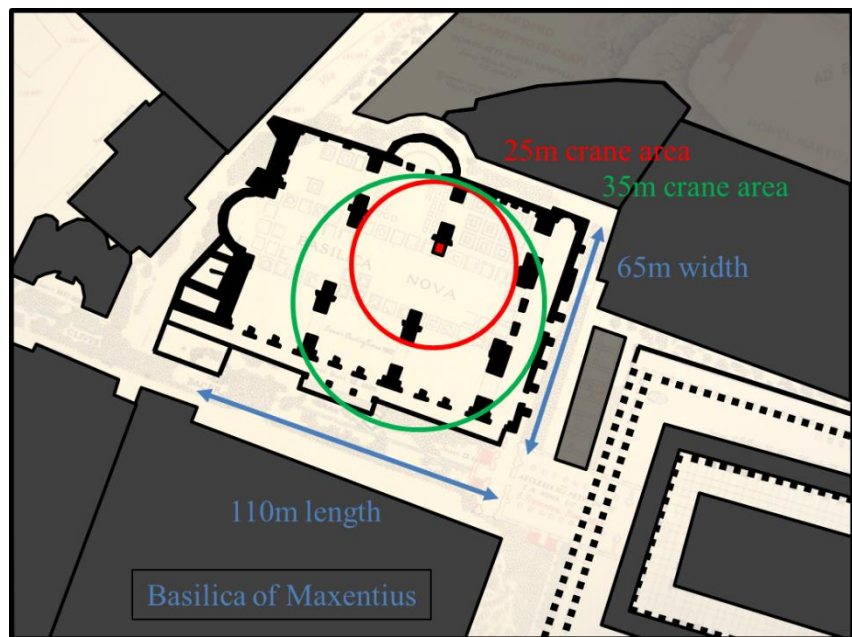 25m crane area
35m crane area
65m width
BASILICA
NOVA
110m length
Basilica of Maxentius